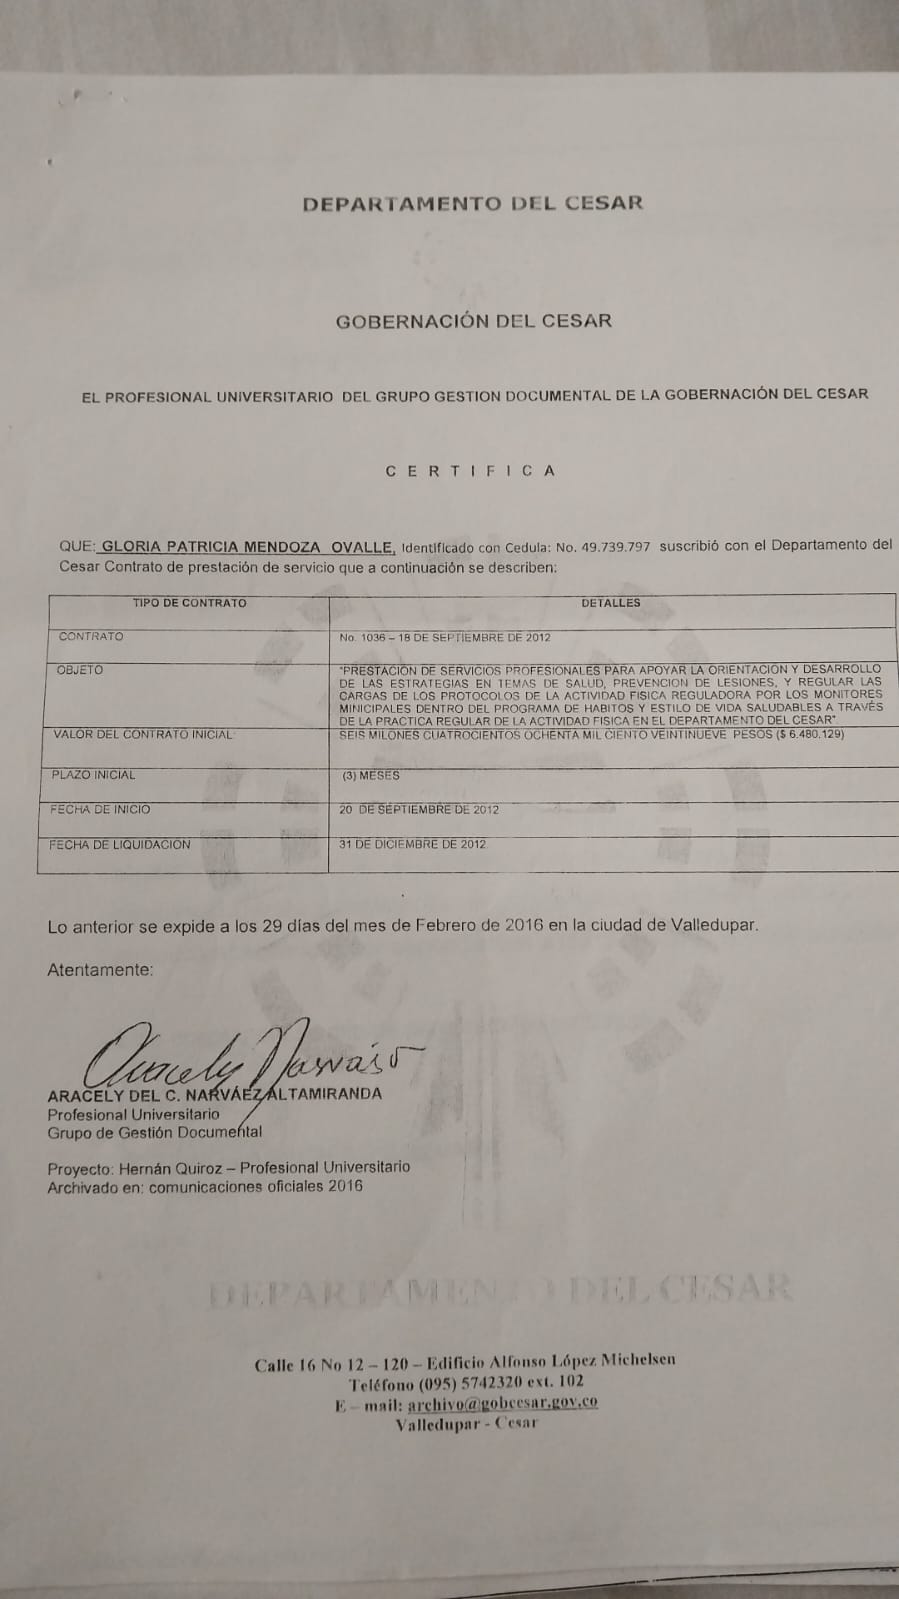 DEPARTAMENTO DEL CESAR
GOBERNACIÓN DEL CESAR
EL PROFESIONAL UNIVERSITARIO DEL GRUPO GESTION DOCUMENTAL DE LA GOBERNACIÓN DEL CESAR
C E R T I F I C A
QUE: GLORIA PATRICIA MENDOZA OVALLE, Identificado con Cedula: No. 49.739.797 suscribió con el Departamento del
Cesar Contrato de prestación de servicio que a continuación se describen:
TIPO DE CONTRATO DETALLES
CONTRATO No. 1036 – 18 DE SEPTIEMBRE DE 2012
OBJETO "PRESTACION DE SERVICIOS PROFESIONALES PARA APOYAR LA ORIENTACION Y DESARROLLO
DE LAS ESTRATEGIAS EN TEMAS DE SALUD, PREVENCION DE LESIONES, Y REGULAR LAS
CARGAS DE LOS PROTOCOLOS DE LA ACTIVIDAD FISICA REGULADORA POR LOS MONITORES
MINICIPALES DENTRO DEL PROGRAMA DE HABITOS Y ESTILO DE VIDA SALUDABLES A TRAVÉS
DE LA PRACTICA REGULAR DE LA ACTIVIDAD FISICA EN EL DEPARTAMENTO DEL CESAR".
VALOR DEL CONTRATO INICIAL: SEIS MILONES CUATROCIENTOS OCHENTA MIL CIENTO VEINTINUEVE PESOS ($ 6.480.129)
PLAZO INICIAL (3) MESES
FECHA DE INICIO 20 DE SEPTIEMBRE DE 2012
FECHA DE LIQUIDACION 31 DE DICIEMBRE DE 2012
Lo anterior se expide a los 29 días del mes de Febrero de 2016 en la ciudad de Valledupar.
Atentamente:
Aracely Narváez
ARACELY DEL C. NARVÁEZ ALTAMIRANDA
Profesional Universitario
Grupo de Gestión Documental
Proyecto: Hernán Quiroz – Profesional Universitario
Archivado en: comunicaciones oficiales 2016
DEPARTAMENTO DEL CESAR
Calle 16 No 12 – 120 – Edificio Alfonso López Michelsen
Teléfono (095) 5742320 ext. 102
E – mail: archivo@gobcesar.gov.co
Valledupar - Cesar